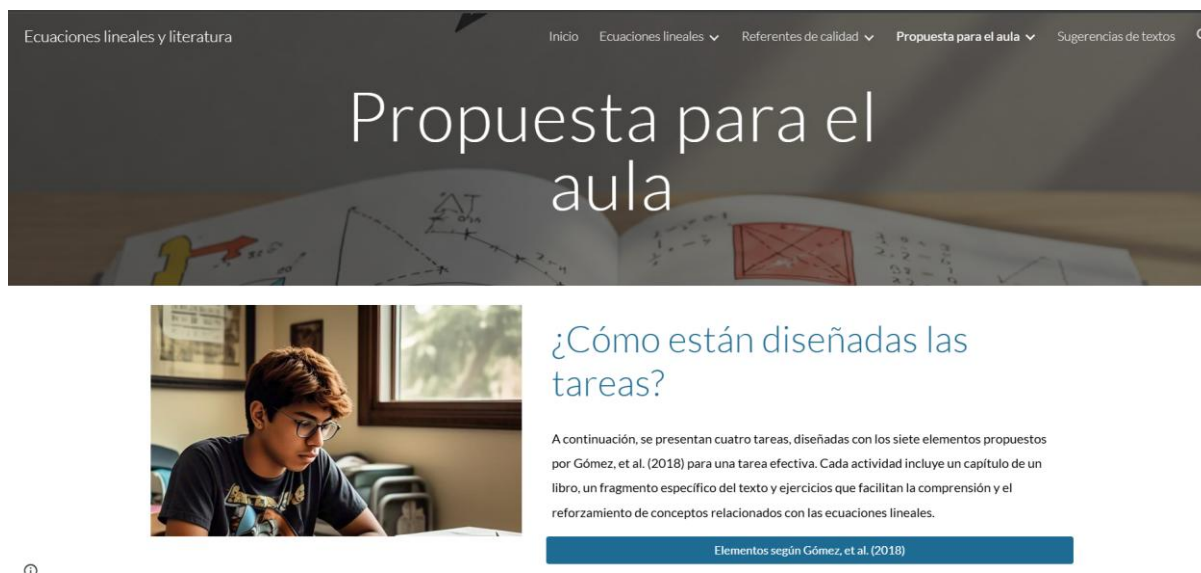 Ecuaciones lineales y literatura
Inicio Ecuaciones lineales Referentes de calidad Propuesta para el aula Sugerencias de textos
Propuesta para el
aula
¿Cómo están diseñadas las
tareas?
A continuación, se presentan cuatro tareas, diseñadas con los siete elementos propuestos
por Gómez, et al. (2018) para una tarea efectiva. Cada actividad incluye un capítulo de un
libro, un fragmento específico del texto y ejercicios que facilitan la comprensión y el
reforzamiento de conceptos relacionados con las ecuaciones lineales.
Elementos según Gómez, et al. (2018)